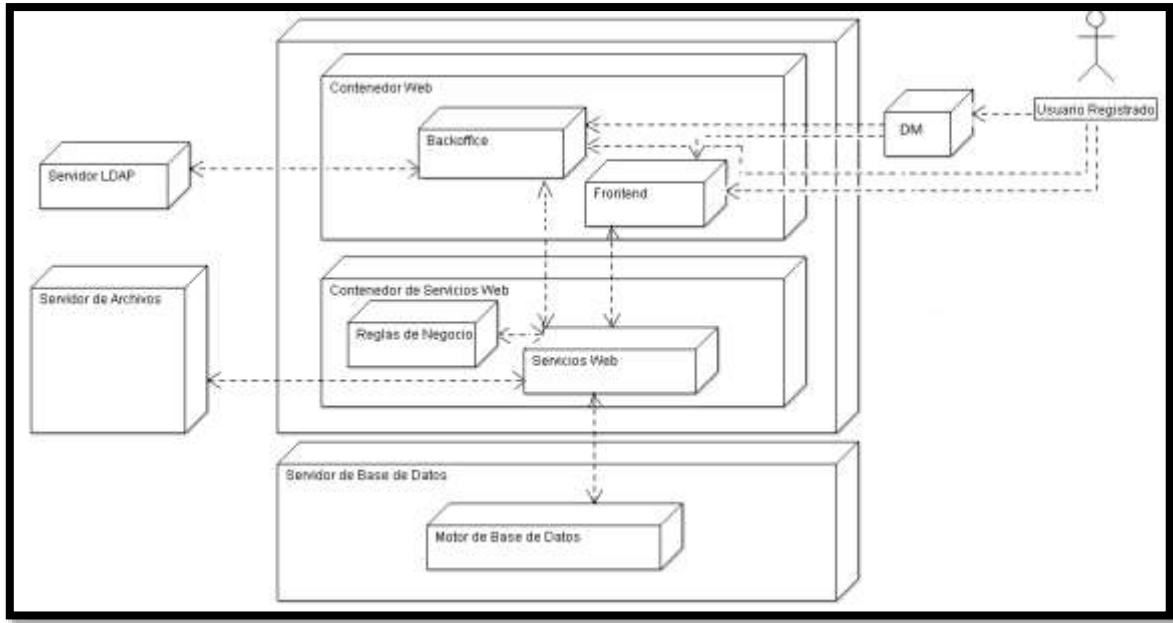 Contenedor Web
Backoffice
DM
Usuario Registrado
Servidor LDAP
Frontend
Contenedor de Servicios Web
Servidor de Archivos
Reglas de Negocio
Servicios Web
Servidor de Base de Datos
Motor de Base de Datos